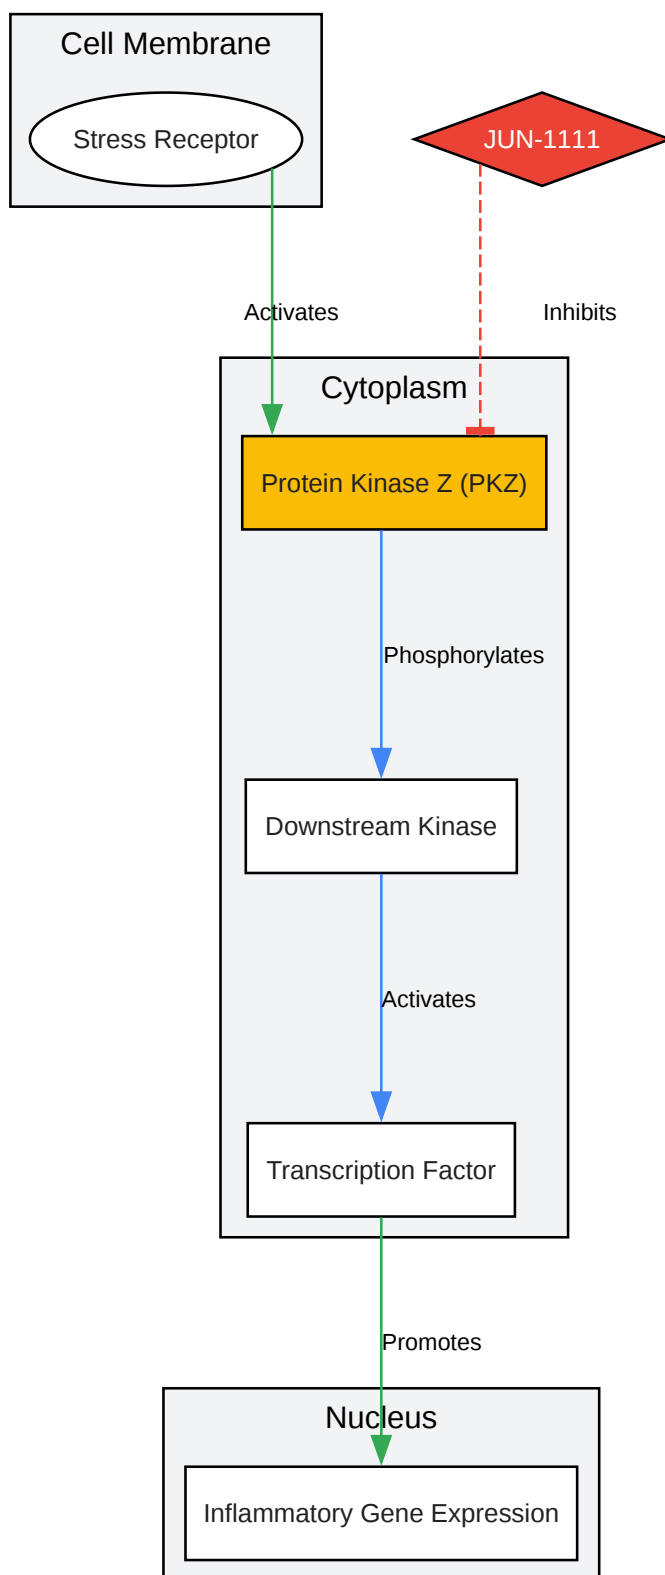 Cell Membrane
Stress Receptor
JUN-1111
Activates
Inhibits
Cytoplasm
Protein Kinase Z (PKZ)
Phosphorylates
Downstream Kinase
Activates
Transcription Factor
Promotes
Nucleus
Inflammatory Gene Expression